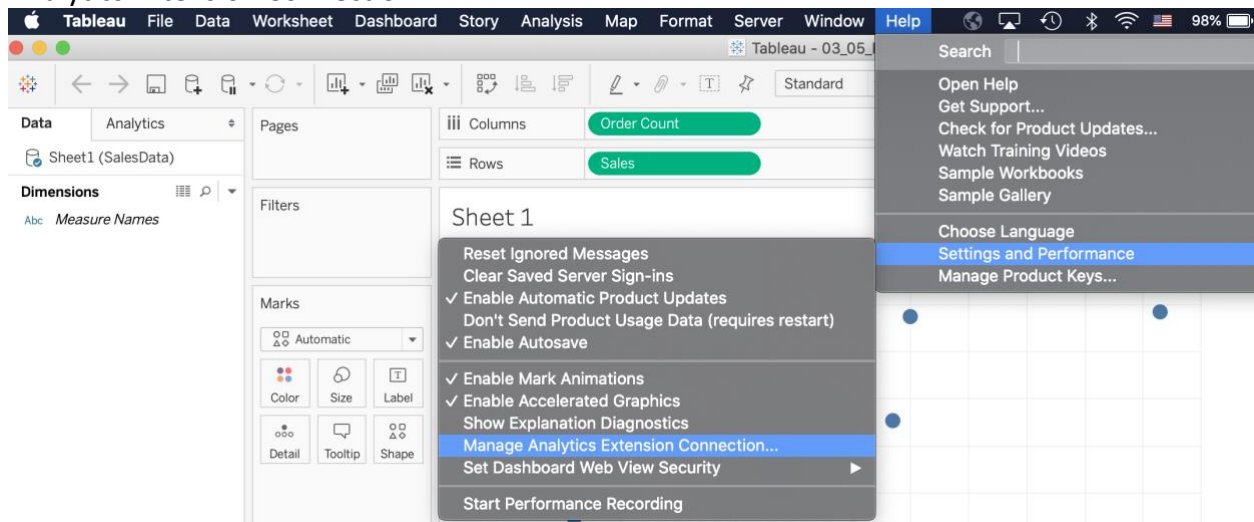 Tableau File Data Worksheet Dashboard Story Analysis Map Format Server Window Help 98%
Tableau - 03_05_
Search
Standard
Open Help
Get Support...
Check for Product Updates...
Watch Training Videos
Sample Workbooks
Sample Gallery
Choose Language
Settings and Performance
Manage Product Keys...
Data Analytics
Pages
Columns Order Count
Sheet1 (SalesData)
Rows Sales
Dimensions
Abc Measure Names
Filters
Sheet 1
Reset Ignored Messages
Clear Saved Server Sign-ins
✓ Enable Automatic Product Updates
Don't Send Product Usage Data (requires restart)
✓ Enable Autosave
✓ Enable Mark Animations
✓ Enable Accelerated Graphics
Show Explanation Diagnostics
Manage Analytics Extension Connection...
Set Dashboard Web View Security
Start Performance Recording
Marks
Automatic
Color Size Label
Detail Tooltip Shape